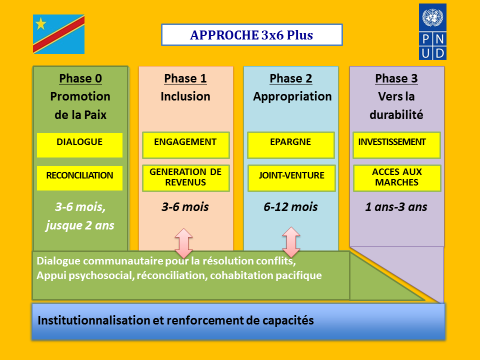 APPROCHE 3x6 Plus
P N
U D
Phase 0
Promotion
de la Paix
DIALOGUE
RECONCILIATION
3-6 mois,
jusque 2 ans
Phase 1
Inclusion
ENGAGEMENT
GENERATION DE
REVENUS
3-6 mois
Phase 2
Appropriation
EPARGNE
JOINT-VENTURE
6-12 mois
Phase 3
Vers la
durabilité
INVESTISSEMENT
ACCES AUX
MARCHES
1 ans-3 ans
Dialogue communautaire pour la résolution conflits,
Appui psychosocial, réconciliation, cohabitation pacifique
Institutionnalisation et renforcement de capacités